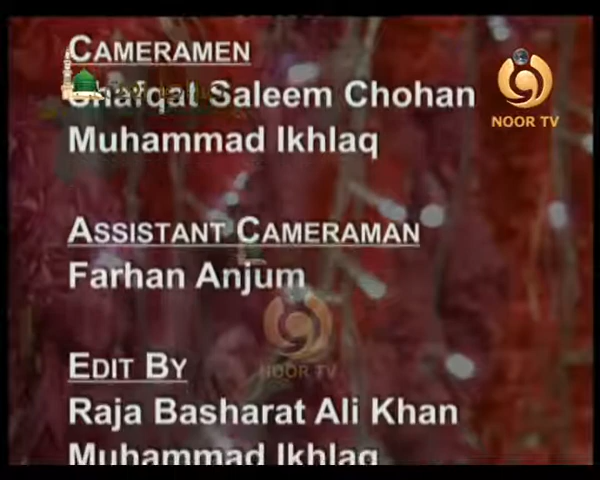 CAMERAMEN
Shafqat Saleem Chohan
NOOR TV
Muhammad Ikhlaq
ASSISTANT CAMERAMAN
Farhan Anjum
NOOR TV
EDIT BY
Raja Basharat Ali Khan
Muhammad Ikhlaq